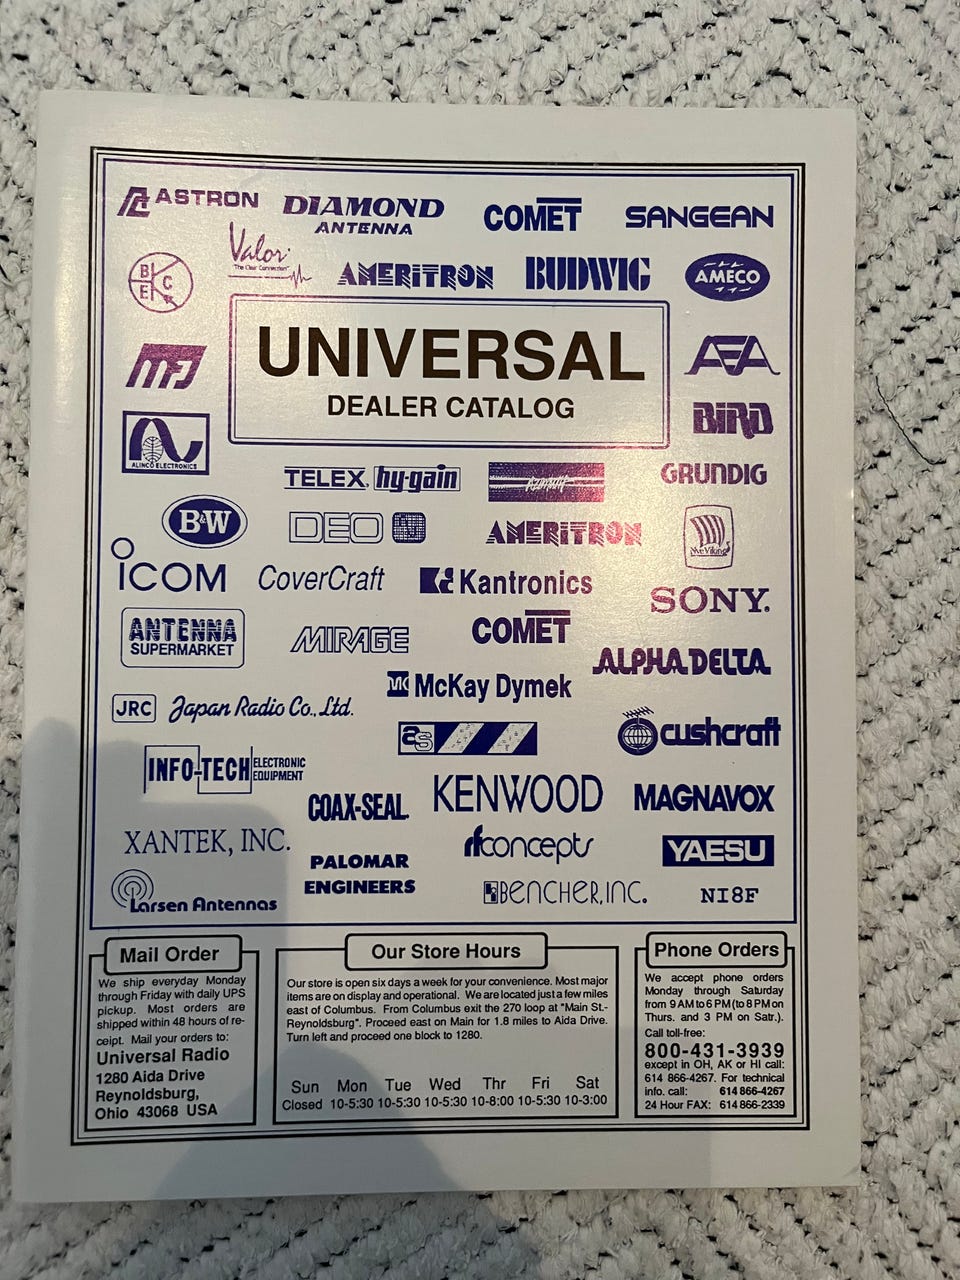 ASTRON DIAMOND ANTENNA COMET SANGEAN
B C E Valor "The Clear Connection" AMERITRON BUDWIG AMECO
MFJ UNIVERSAL AEA
DEALER CATALOG BIRD
ALINCO ELECTRONICS
TELEX hy-gain AZIMUTH GRUNDIG
B&W DEO AMERITRON Nye Viking
ICOM CoverCraft Kantronics SONY.
ANTENNA
SUPERMARKET MIRAGE COMET
ALPHA DELTA
MK McKay Dymek
JRC Japan Radio Co., Ltd.
as cushcraft
INFO-TECH ELECTRONIC
EQUIPMENT
COAX-SEAL. KENWOOD MAGNAVOX
XANTEK, INC. rfconcepts YAESU
PALOMAR
ENGINEERS
Larsen Antennas BENCHER, INC. NI8F
Mail Order
We ship everyday Monday
through Friday with daily UPS
pickup. Most orders are
shipped within 48 hours of re-
ceipt. Mail your orders to:
Universal Radio
1280 Aida Drive
Reynoldsburg,
Ohio 43068 USA
Our Store Hours
Our store is open six days a week for your convenience. Most major
items are on display and operational. We are located just a few miles
east of Columbus. From Columbus exit the 270 loop at "Main St.-
Reynoldsburg". Proceed east on Main for 1.8 miles to Aida Drive.
Turn left and proceed one block to 1280.
Sun Mon Tue Wed Thr Fri Sat
Closed 10-5:30 10-5:30 10-5:30 10-8:00 10-5:30 10-3:00
Phone Orders
We accept phone orders
Monday through Saturday
from 9 AM to 6 PM (to 8 PM on
Thurs. and 3 PM on Satr.).
Call toll-free:
800-431-3939
except in OH, AK or HI call:
614 866-4267. For technical
info. call: 614 866-4267
24 Hour FAX: 614 866-2339